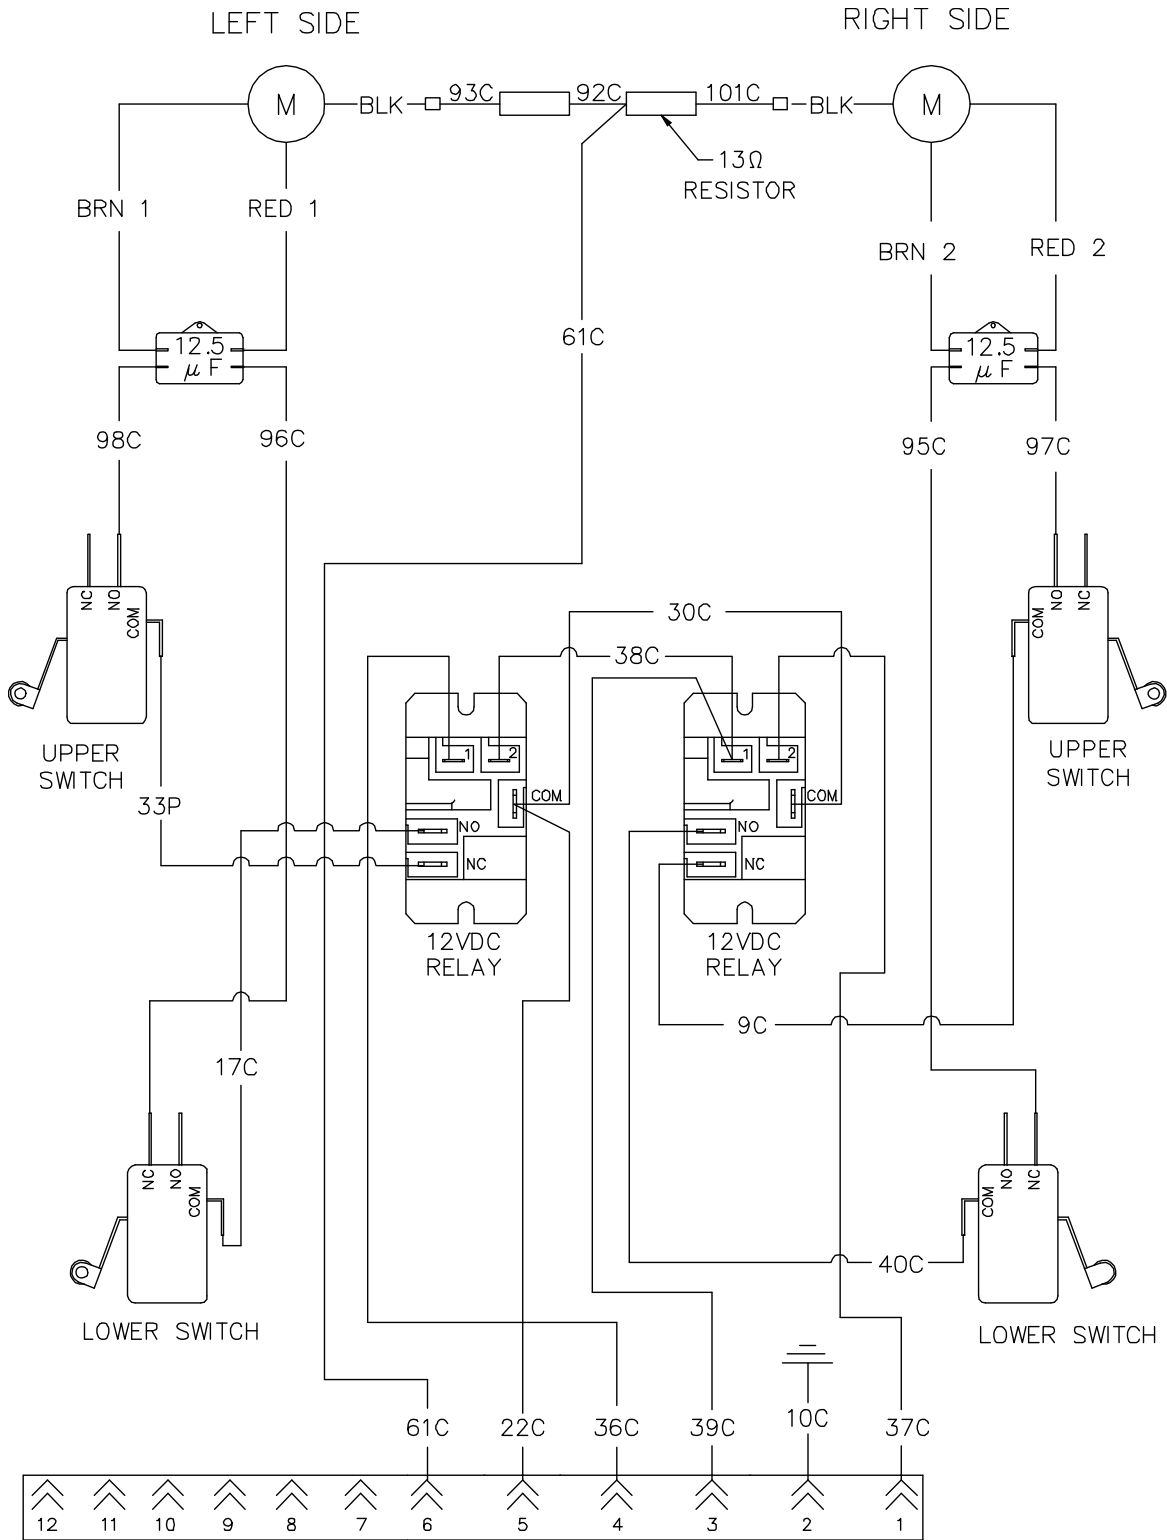 LEFT SIDE
RIGHT SIDE
M
BLK
93C
92C
101C
BLK
M
13Ω
RESISTOR
BRN 1
RED 1
BRN 2
RED 2
61C
12.5
µ F
12.5
µ F
98C
96C
95C
97C
NC
NO
COM
COM
NO
NC
30C
38C
UPPER
SWITCH
UPPER
SWITCH
1
2
1
2
COM
COM
33P
NO
NO
NC
NC
12VDC
RELAY
12VDC
RELAY
9C
17C
NC
NO
COM
COM
NO
NC
40C
LOWER SWITCH
LOWER SWITCH
61C
22C
36C
39C
10C
37C
12
11
10
9
8
7
6
5
4
3
2
1